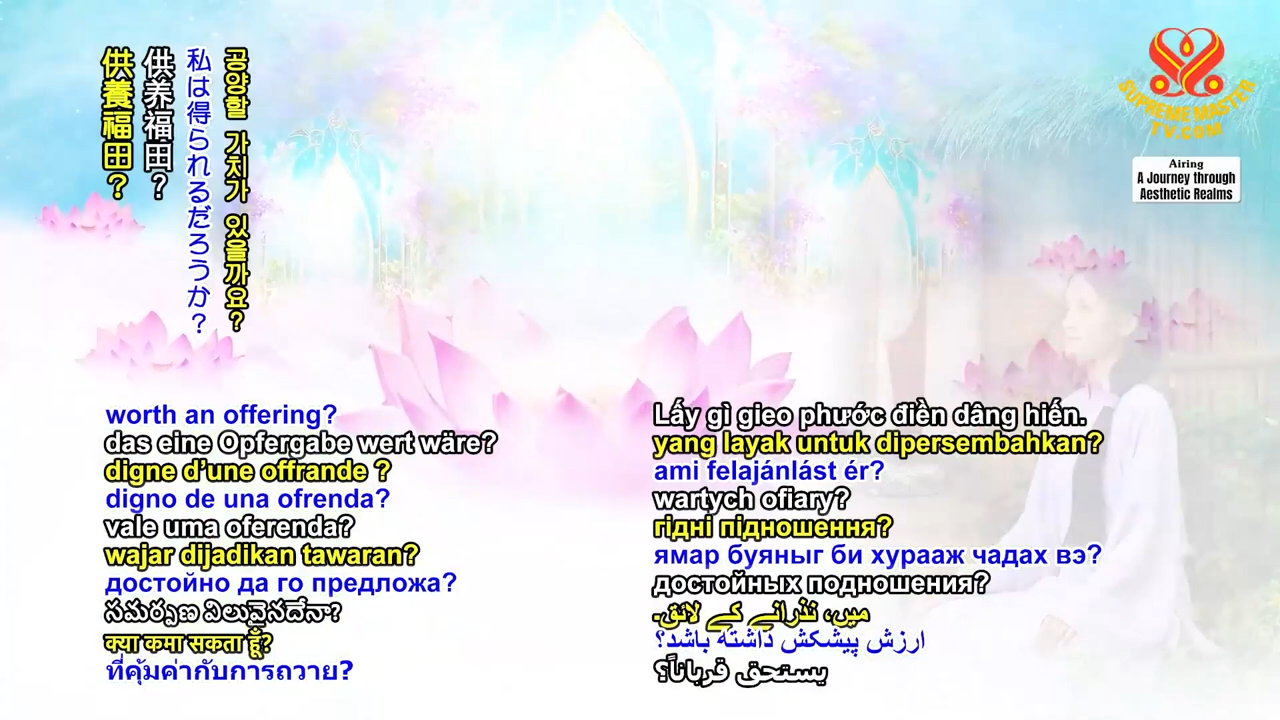 공양할 가치가 있을까요?
私は得られるだろうか?
供养福田?
供養福田?
SUPREME MASTER
TV.COM
Airing
A Journey through
Aesthetic Realms
worth an offering?
das eine Opfergabe wert wäre?
digne d’une offrande ?
digno de una ofrenda?
vale uma oferenda?
wajar dijadikan tawaran?
достойно да го предложа?
సమర్పణ విలువైనదేనా?
क्या कमा सकता हूँ?
ที่คุ้มค่ากับการถวาย?
Lấy gì gieo phước điền dâng hiến.
yang layak untuk dipersembahkan?
ami felajánlást ér?
wartych ofiary?
гідні підношення?
ямар буяныг би хурааж чадах вэ?
достойных подношения?
میں، نذرانے کے لائق۔
ارزش پیشکش داشته باشد؟
يستحق قرباناً؟